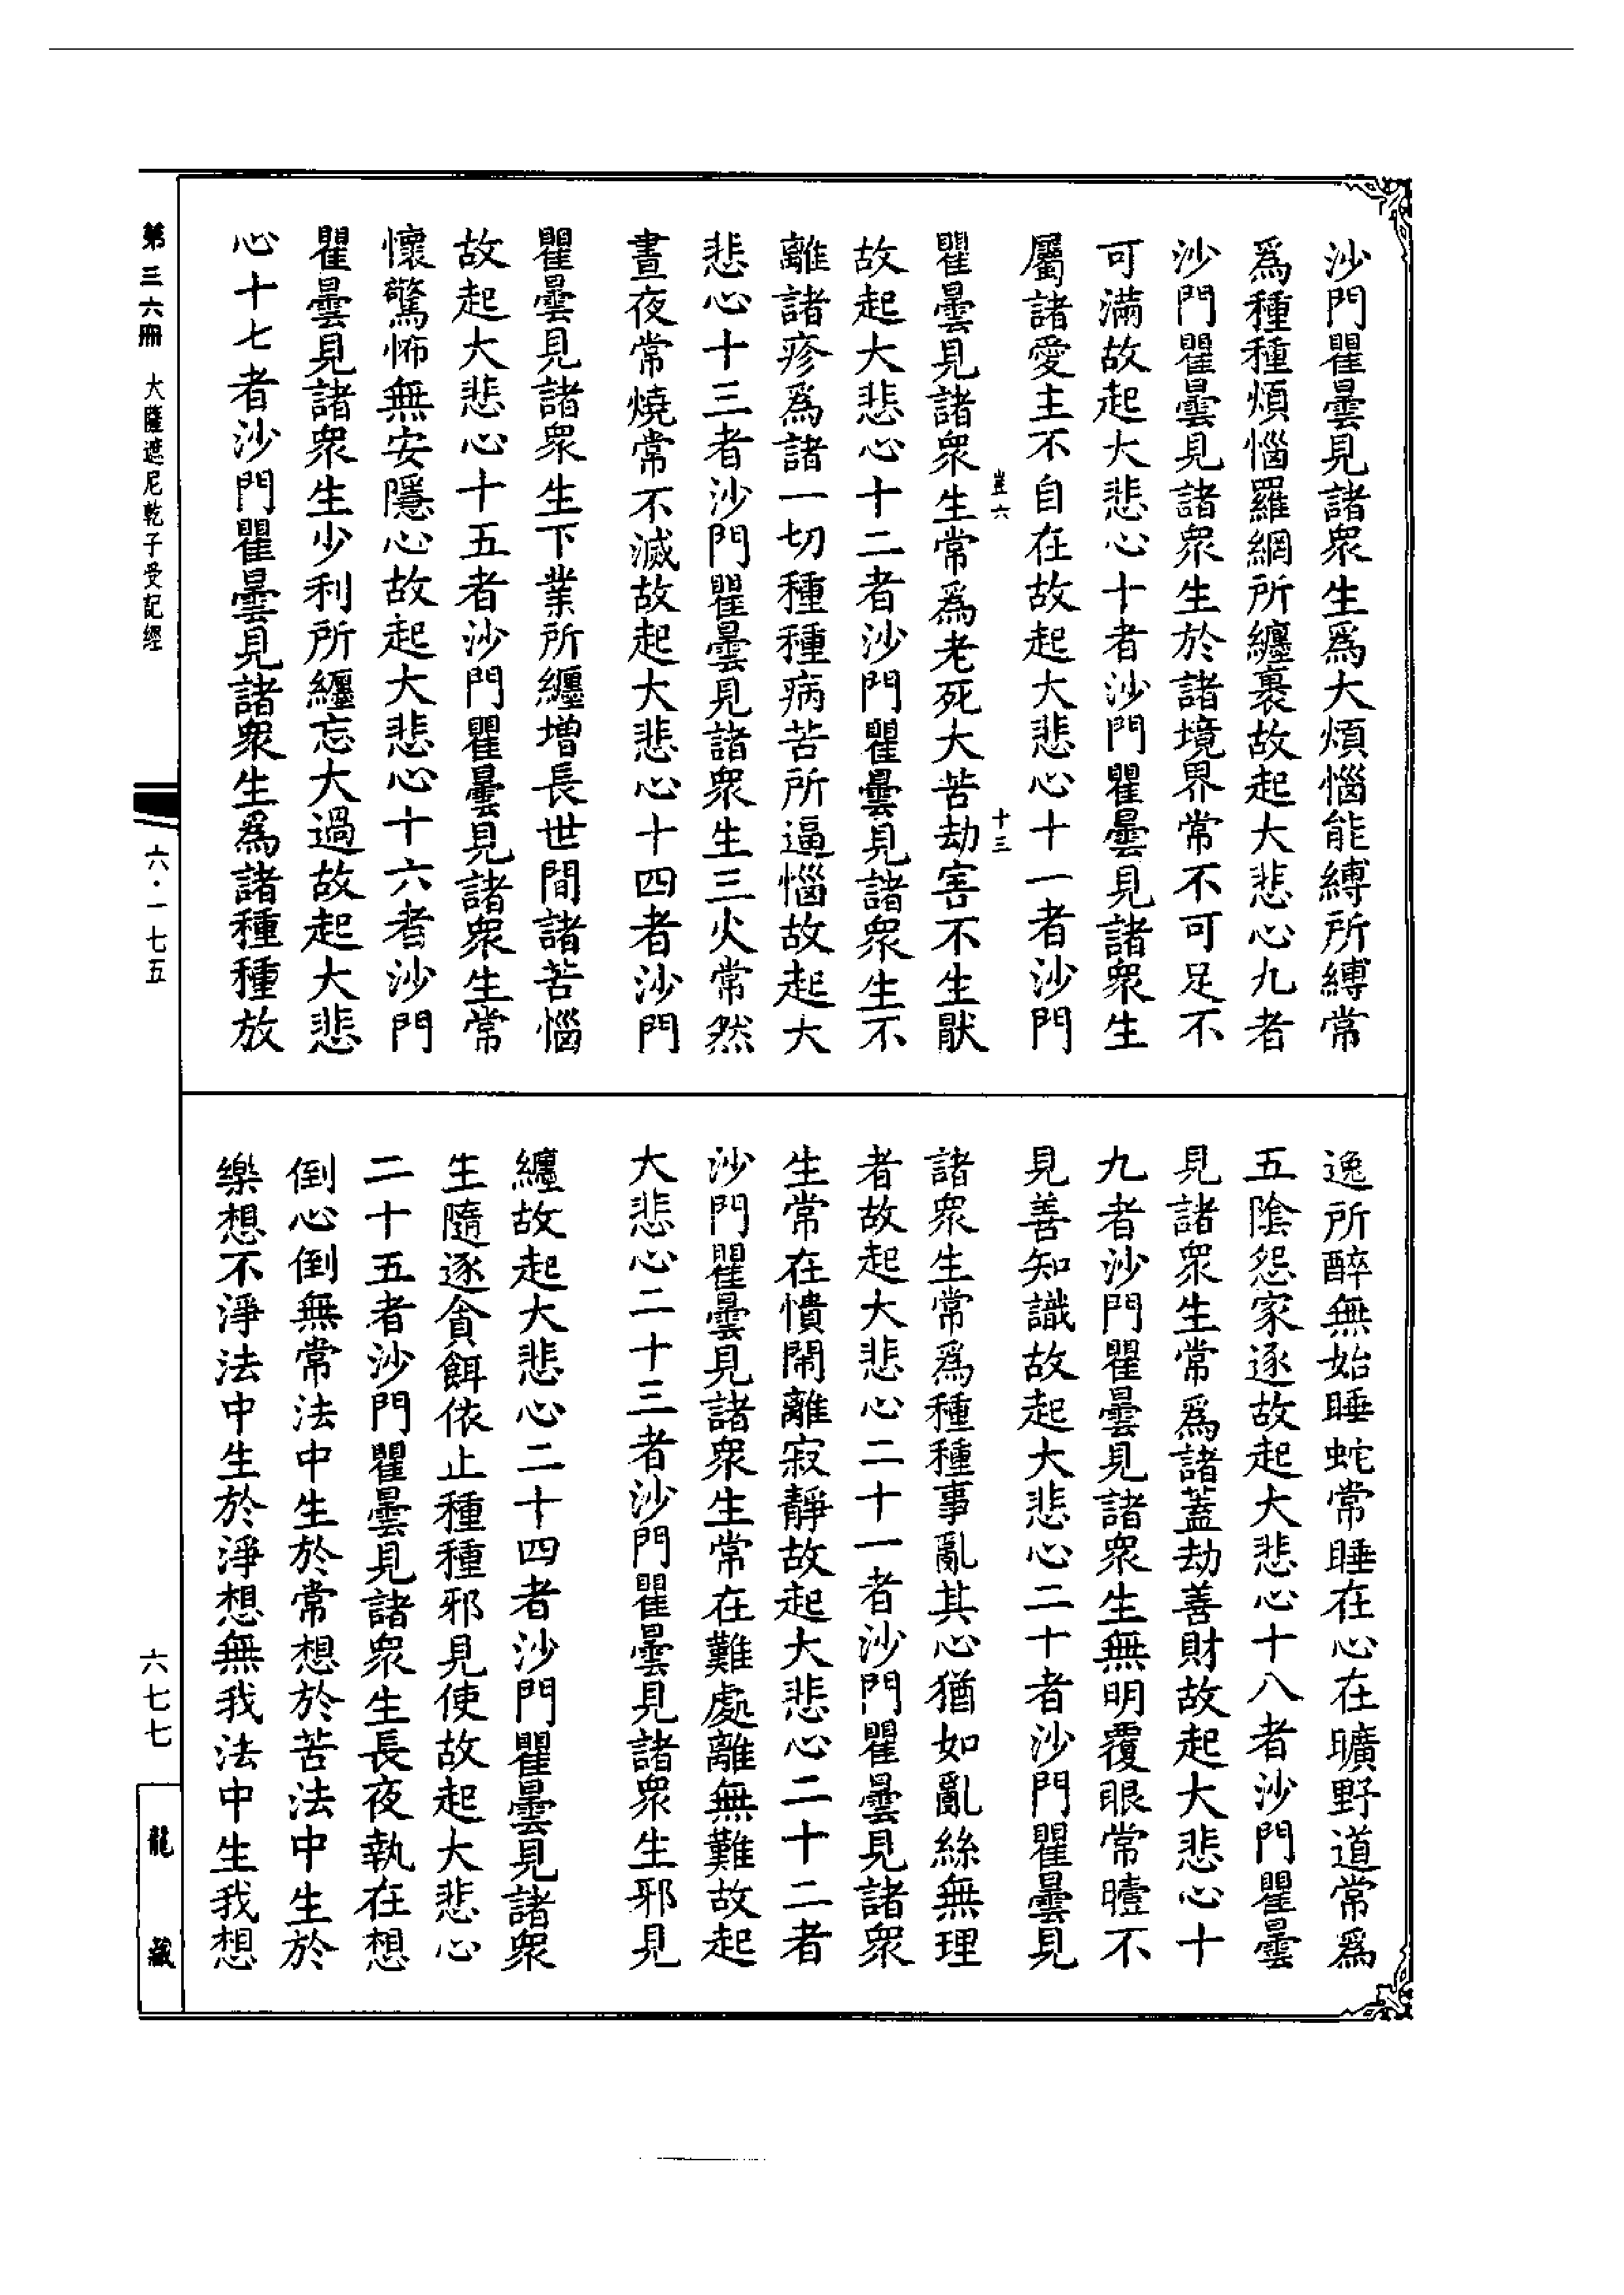 沙門瞿曇見諸衆生爲大煩惱能縛所縛常
爲種種煩惱羅網所纏裹故起大悲心九者
沙門瞿曇見諸衆生於諸境界常不可足不
可滿故起大悲心十者沙門瞿曇見諸衆生
屬諸愛主不自在故起大悲心十一者沙門
豈六 十三
瞿曇見諸衆生常爲老死大苦劫害不生猒
故起大悲心十二者沙門瞿曇見諸衆生不
離諸疹爲諸一切種種病苦所逼惱故起大
悲心十三者沙門瞿曇見諸衆生三火常然
晝夜常燒常不滅故起大悲心十四者沙門
瞿曇見諸衆生下業所纏增長世間諸苦惱
故起大悲心十五者沙門瞿曇見諸衆生常
懷驚怖無安隱心故起大悲心十六者沙門
瞿曇見諸衆生少利所纏忘大過故起大悲
心十七者沙門瞿曇見諸衆生爲諸種種放
逸所醉無始睡蛇常睡在心在曠野道常爲
五陰怨家逐故起大悲心十八者沙門瞿曇
見諸衆生常爲諸蓋劫善財故起大悲心十
九者沙門瞿曇見諸衆生無明覆眼常曀不
見善知識故起大悲心二十者沙門瞿曇見
諸衆生常爲種種事亂其心猶如亂絲無理
者故起大悲心二十一者沙門瞿曇見諸衆
生常在憒閙離寂靜故起大悲心二十二者
沙門瞿曇見諸衆生常在難處離無難故起
大悲心二十三者沙門瞿曇見諸衆生邪見
纏故起大悲心二十四者沙門瞿曇見諸衆
生隨逐貪餌依止種種邪見使故起大悲心
二十五者沙門瞿曇見諸衆生長夜執在想
倒心倒無常法中生於常想於苦法中生於
樂想不淨法中生於淨想無我法中生我想
第三六冊 大薩遮尼乾子受記經
六·一七五
六七七
龍藏